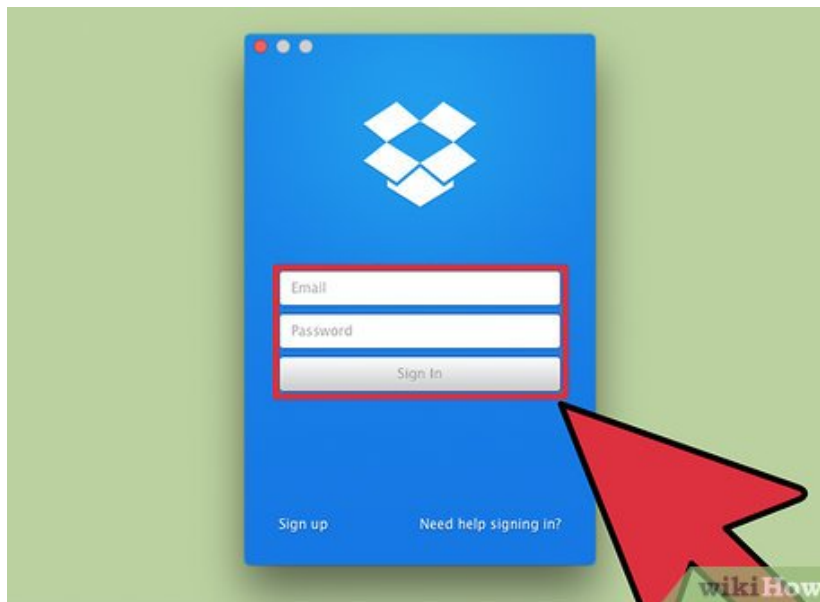 Email
Password
Sign In
Sign up Need help signing in?
wikiHow